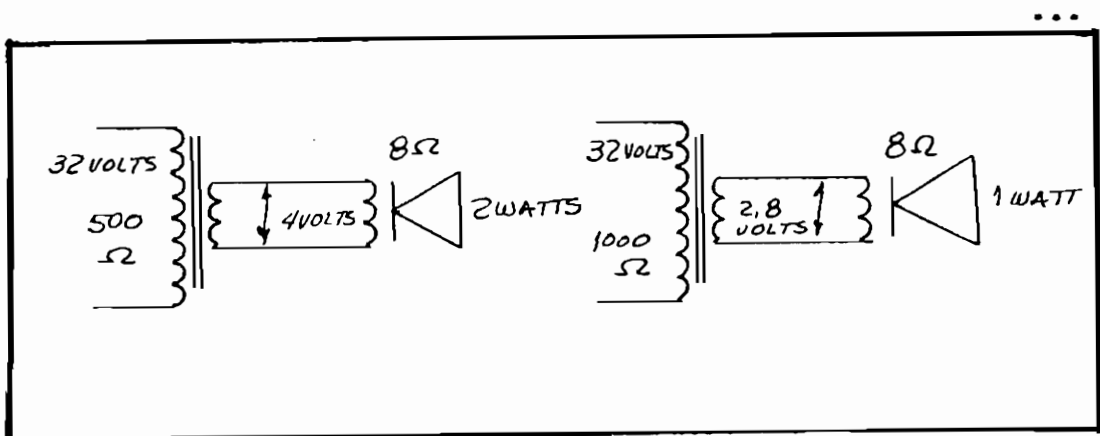 ...
32 VOLTS
500
Ω
4 VOLTS
8Ω
2 WATTS
32 VOLTS
1000
Ω
2,8
VOLTS
8Ω
1 WATT